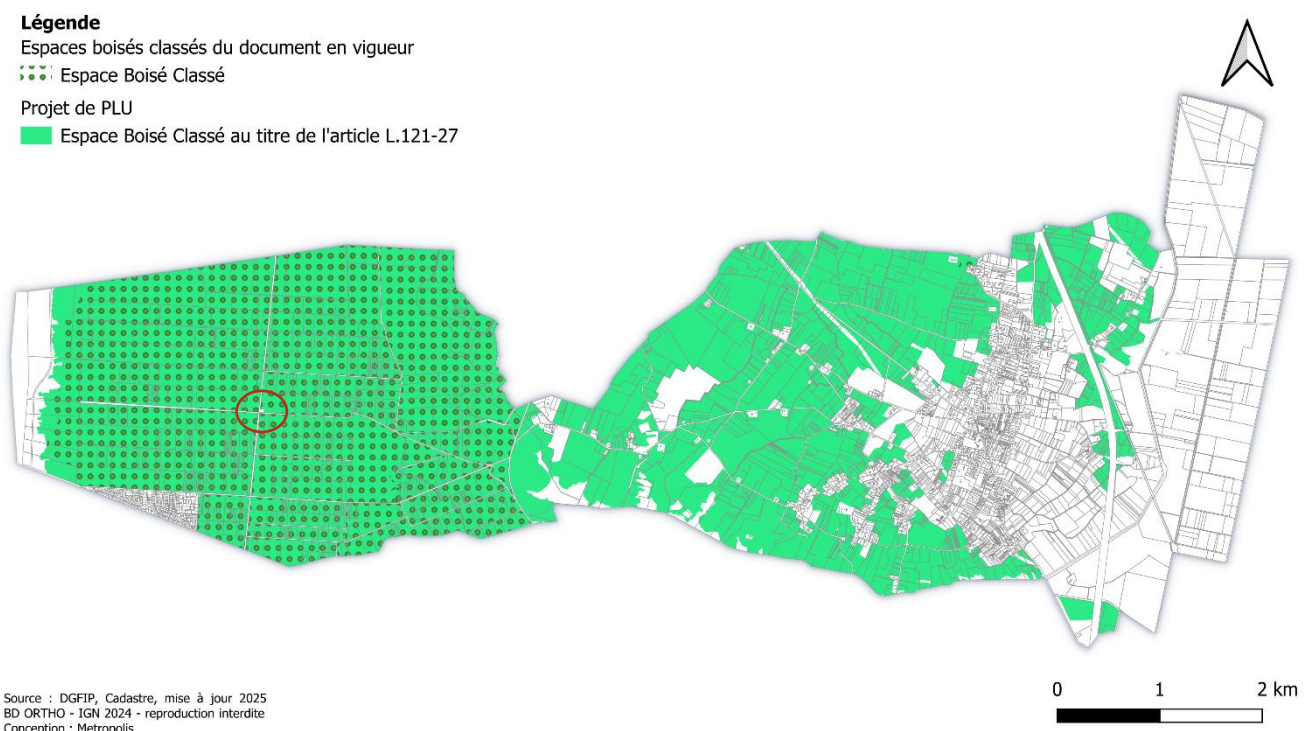 Légende
Espaces boisés classés du document en vigueur
Espace Boisé Classé
Projet de PLU
Espace Boisé Classé au titre de l'article L.121-27
Source : DGFIP, Cadastre, mise à jour 2025
BD ORTHO - IGN 2024 - reproduction interdite
Conception : Metropolis
0 1 2 km